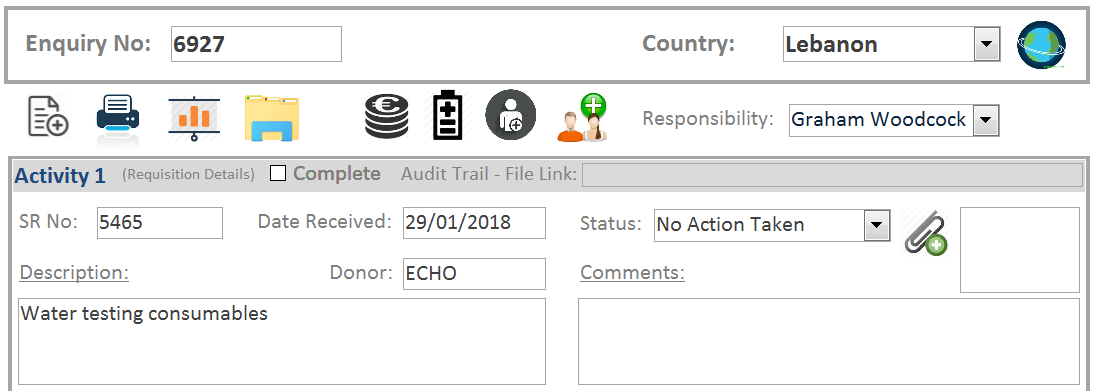 Enquiry No: 6927 Country: Lebanon
Responsibility: Graham Woodcock
Activity 1 (Requisition Details) Complete Audit Trail - File Link:
SR No: 5465 Date Received: 29/01/2018 Status: No Action Taken
Description: Donor: ECHO Comments:
Water testing consumables